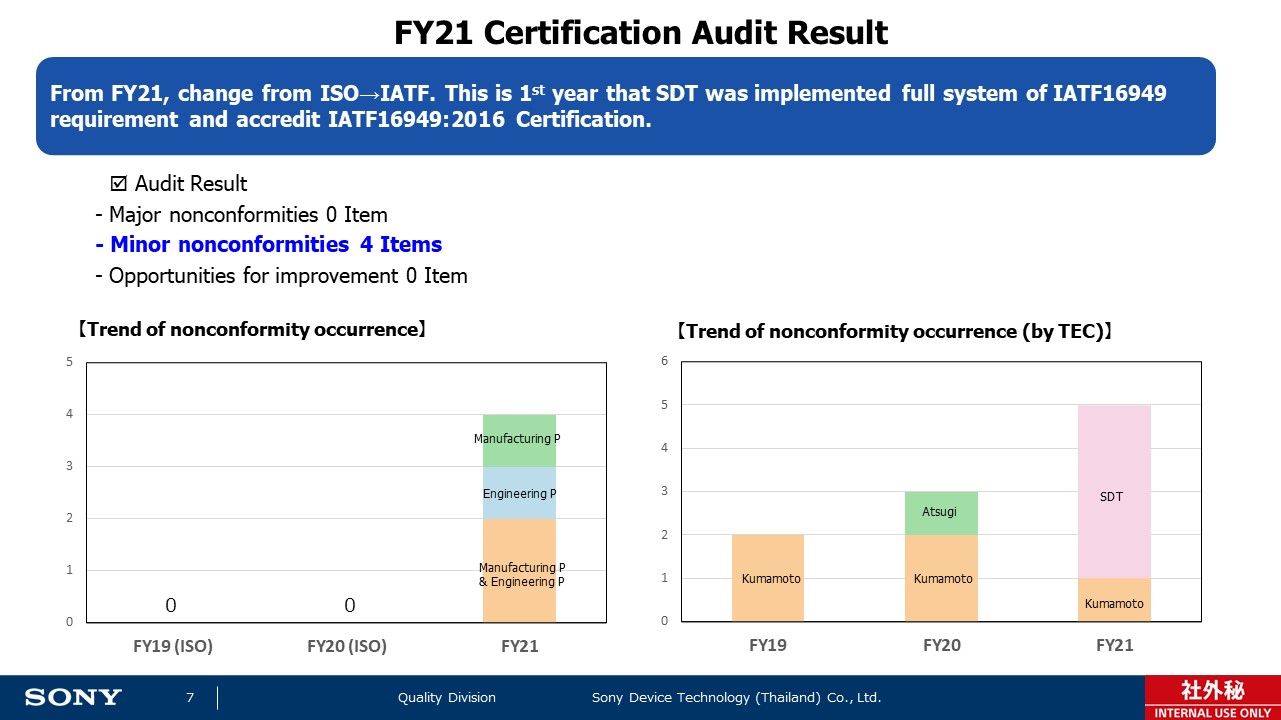 FY21 Certification Audit Result
From FY21, change from ISO→IATF. This is 1st year that SDT was implemented full system of IATF16949
requirement and accredit IATF16949:2016 Certification.
☑ Audit Result
- Major nonconformities 0 Item
- Minor nonconformities 4 Items
- Opportunities for improvement 0 Item
【Trend of nonconformity occurrence】
5
4
3
2
1
0
Manufacturing P
Engineering P
Manufacturing P
& Engineering P
0
0
FY19 (ISO)
FY20 (ISO)
FY21
【Trend of nonconformity occurrence (by TEC)】
6
5
4
3
2
1
0
Kumamoto
Atsugi
Kumamoto
SDT
Kumamoto
FY19
FY20
FY21
SONY
7
Quality Division
Sony Device Technology (Thailand) Co., Ltd.
社外秘
INTERNAL USE ONLY